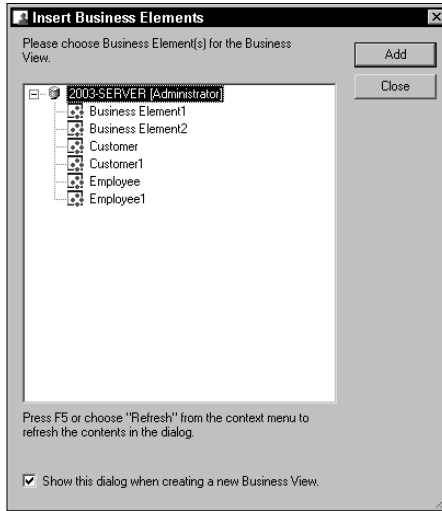 Insert Business Elements
Please choose Business Element(s) for the Business
View.
Add
Close
2003-SERVER (Administrator)
Business Element1
Business Element2
Customer
Customer1
Employee
Employee1
Press F5 or choose "Refresh" from the context menu to
refresh the contents in the dialog.
Show this dialog when creating a new Business View.